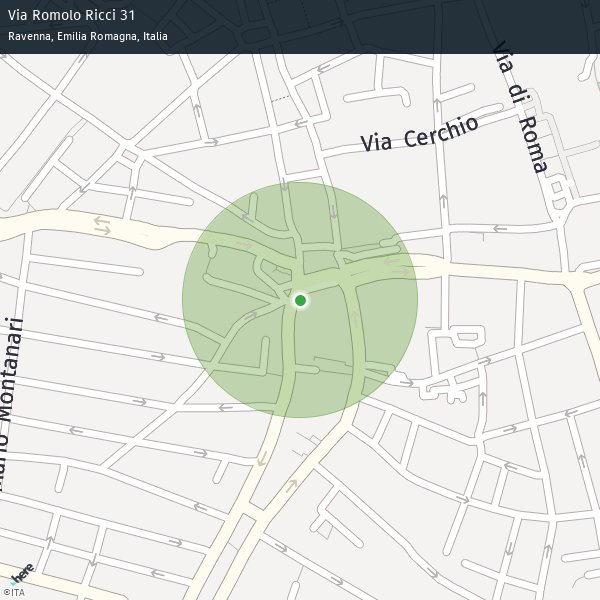 Via Romolo Ricci 31
Ravenna, Emilia Romagna, Italia
Via di Roma
Via Cerchio
Mario Montanari
here
©ITA